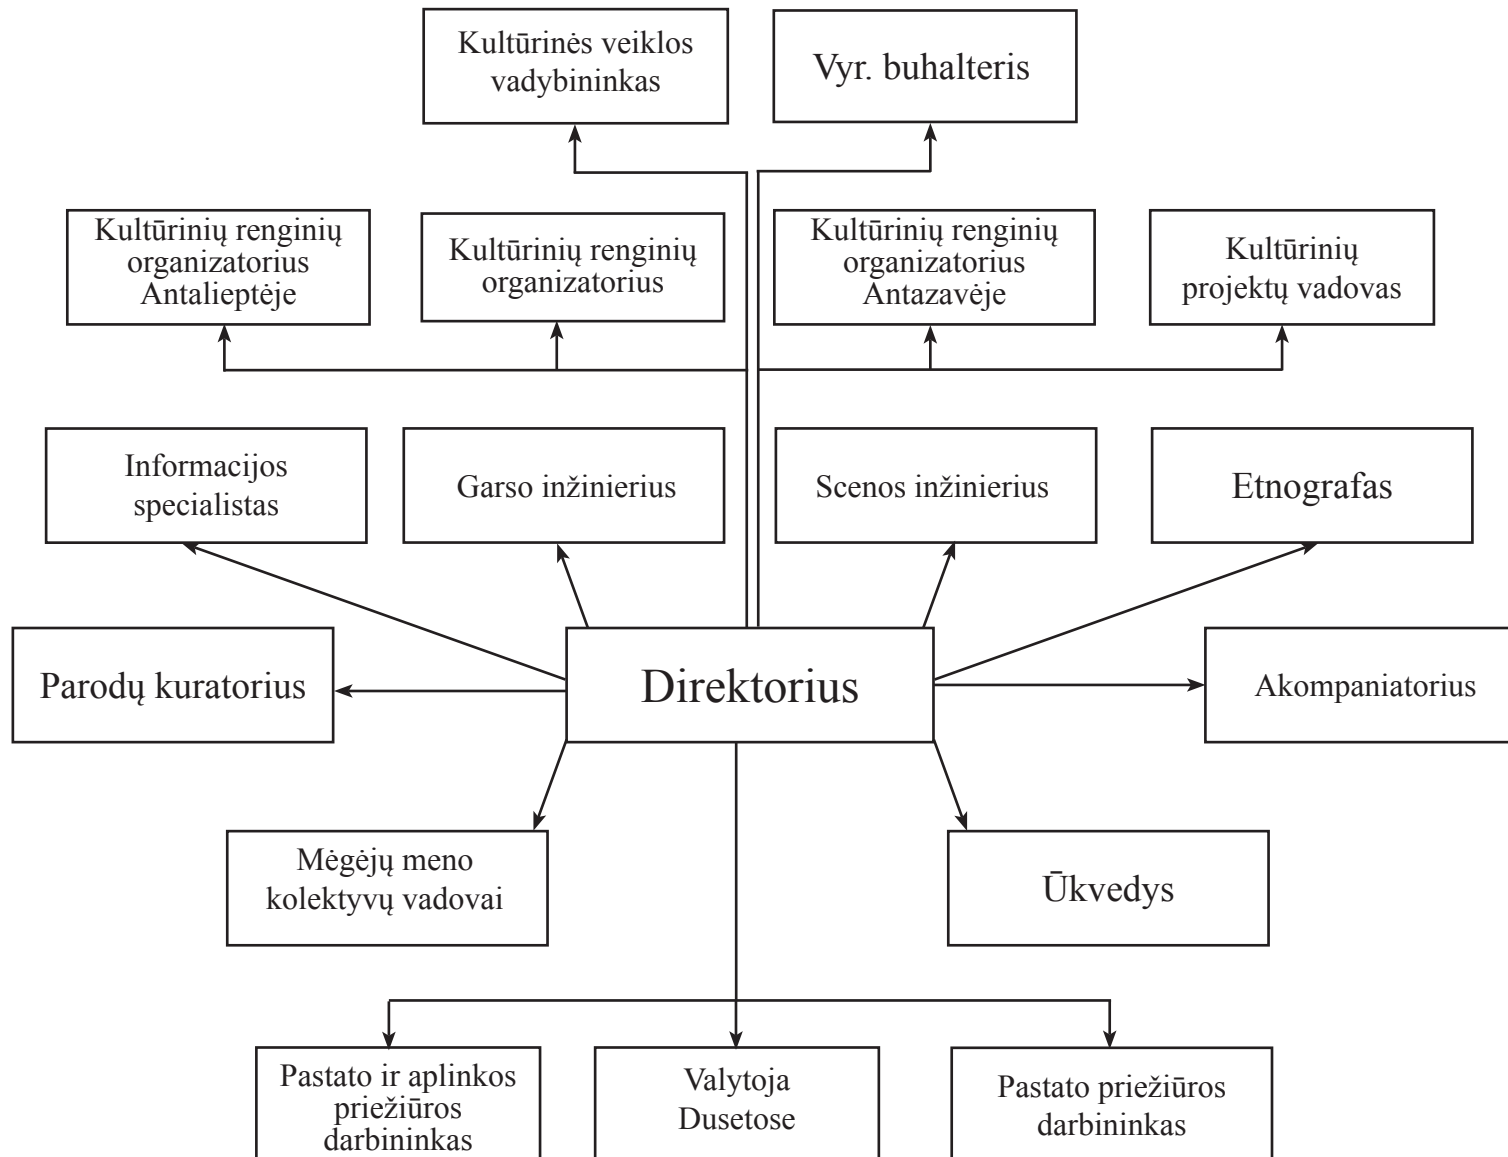 Kultūrinės veiklos
vadybininkas
Vyr. buhalteris
Kultūrinių renginių
organizatorius
Antalieptėje
Kultūrinių renginių
organizatorius
Kultūrinių renginių
organizatorius
Antazavėje
Kultūrinių
projektų vadovas
Informacijos
specialistas
Garso inžinierius
Scenos inžinierius
Etnografas
Parodų kuratorius
Direktorius
Akompaniatorius
Mėgėjų meno
kolektyvų vadovai
Ūkvedys
Pastato ir aplinkos
priežiūros
darbininkas
Valytoja
Dusetose
Pastato priežiūros
darbininkas